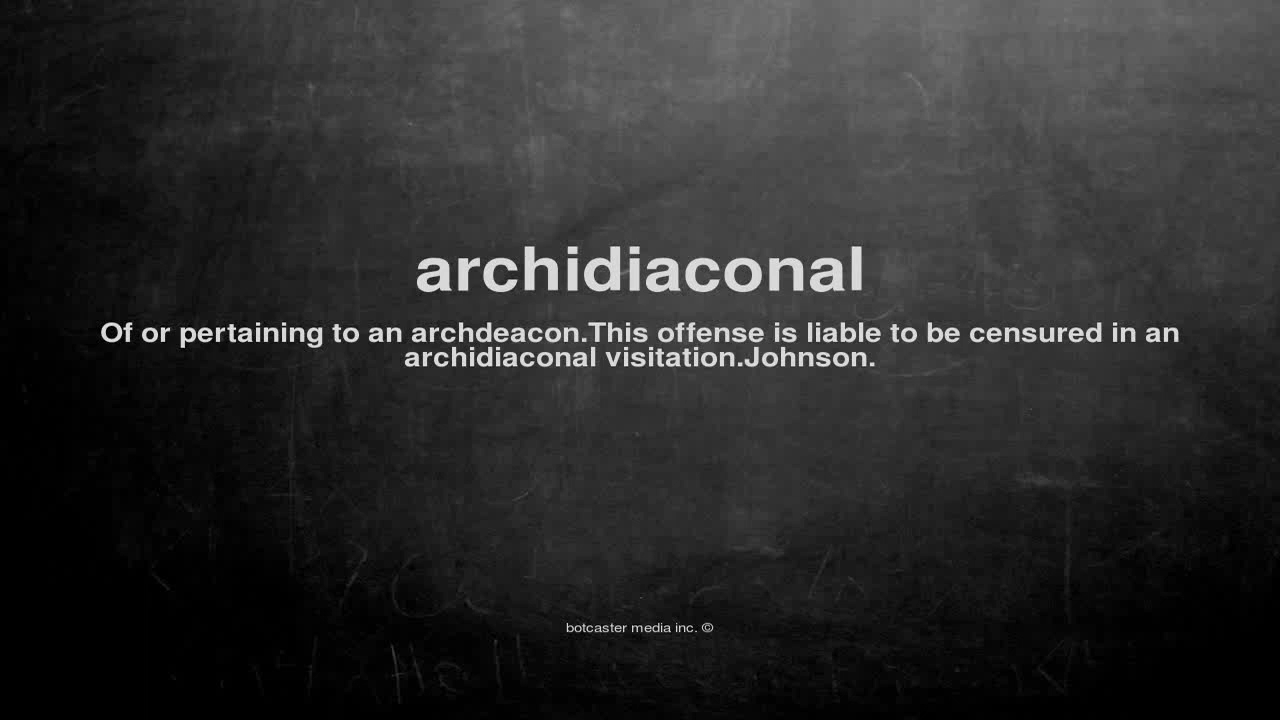 archidiaconal
Of or pertaining to an archdeacon.This offense is liable to be censured in an
archidiaconal visitation.Johnson.
botcaster media inc. ©